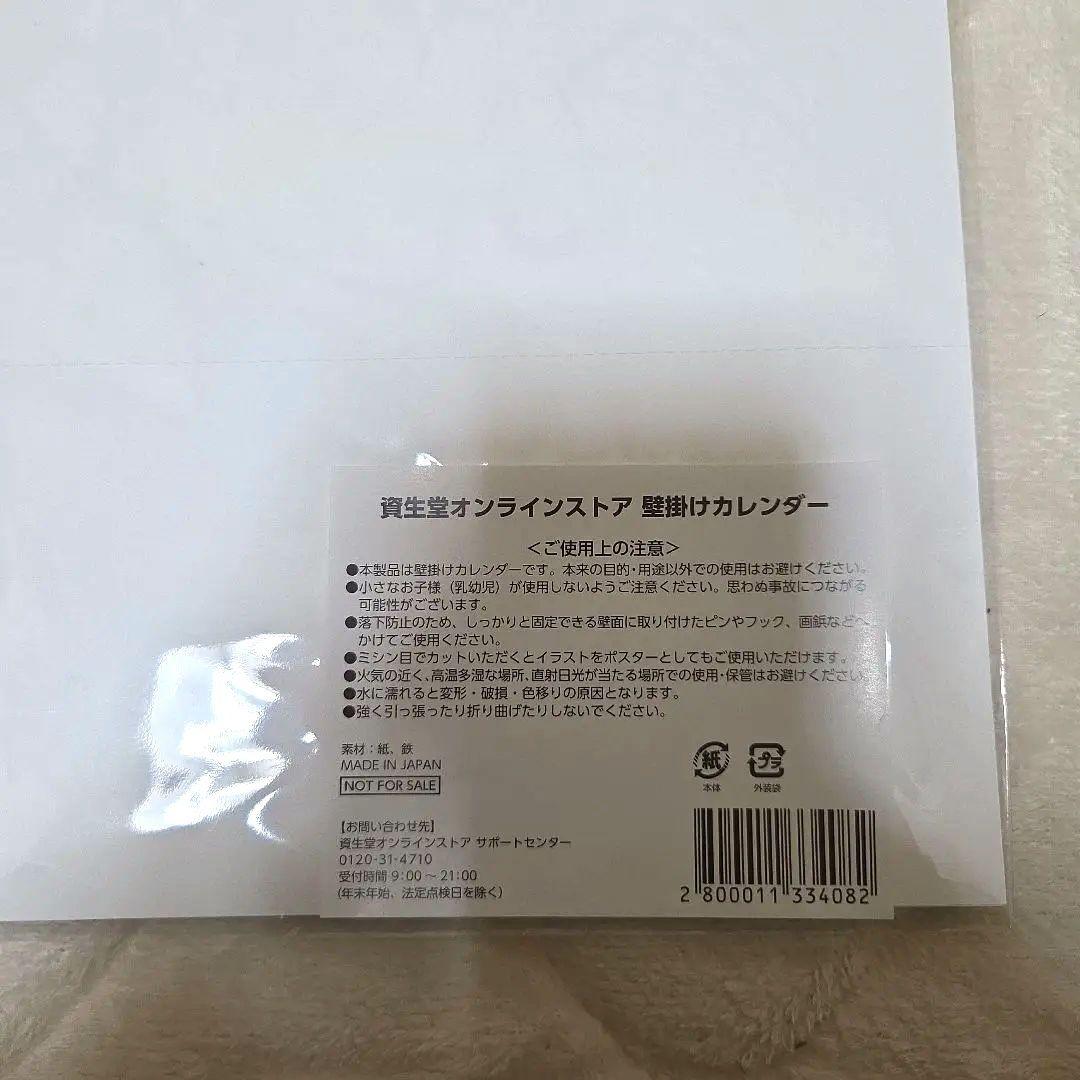 資生堂オンラインストア 壁掛けカレンダー
＜ご使用上の注意＞
●本製品は壁掛けカレンダーです。本来の目的・用途以外での使用はお避けください。
●小さなお子様（乳幼児）が使用しないようご注意ください。思わぬ事故につながる
可能性がございます。
●落下防止のため、しっかりと固定できる壁面に取り付けたピンやフック、画鋲などへ
かけてご使用ください。
●ミシン目でカットいただくとイラストをポスターとしてもご使用いただけます。
●火気の近く、高温多湿な場所、直射日光が当たる場所での使用・保管はお避けください。
●水に濡れると変形・破損・色移りの原因となります。
●強く引っ張ったり折り曲げたりしないでください。
素材：紙、鉄
MADE IN JAPAN
NOT FOR SALE
紙
本体
プラ
外装袋
【お問い合わせ先】
資生堂オンラインストア サポートセンター
0120-31-4710
受付時間 9:00～21:00
（年末年始、法定点検日を除く）
2 800011 334082